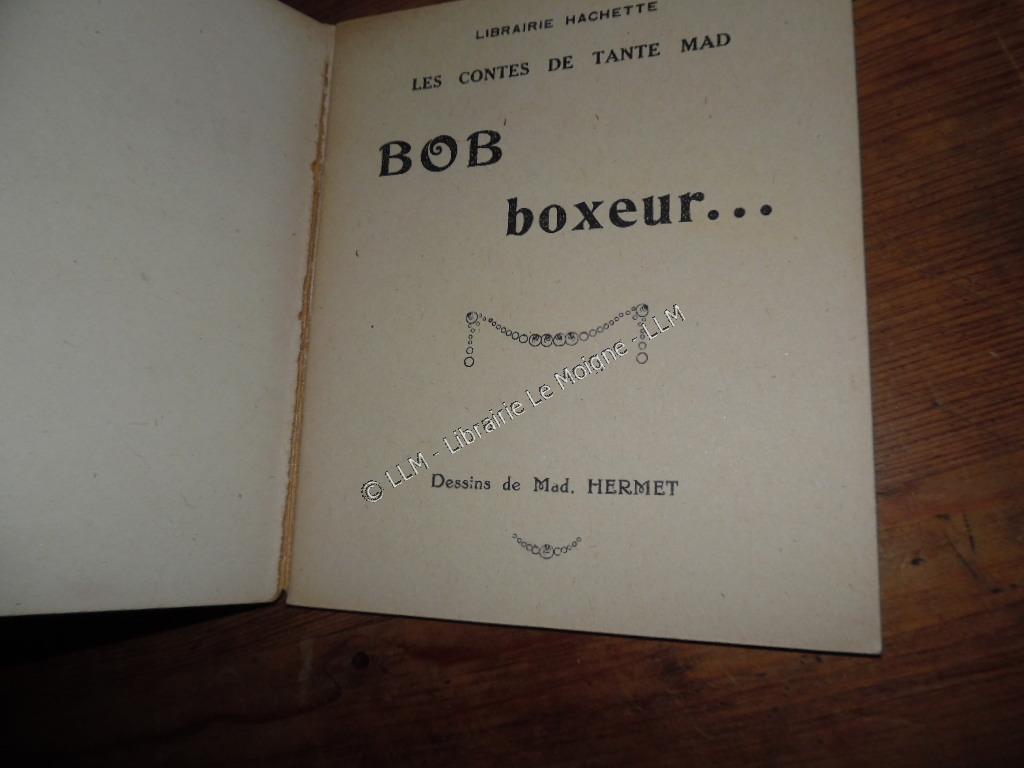 LIBRAIRIE HACHETTE
LES CONTES DE TANTE MAD
BOB
boxeur...
© LLM - Librairie Le Moigne - LLM
Dessins de Mad. HERMET